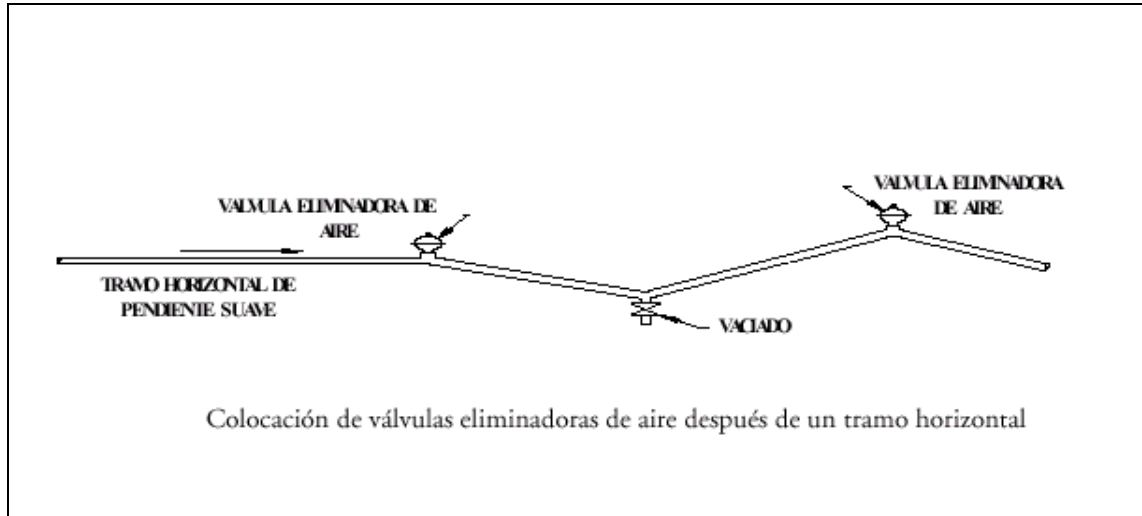 VALVULA ELIMINADORA DE
AIRE
VALVULA ELIMINADORA
DE AIRE
TRAMO HORIZONTAL DE
PENDIENTE SUAVE
VACIADO
Colocación de válvulas eliminadoras de aire después de un tramo horizontal